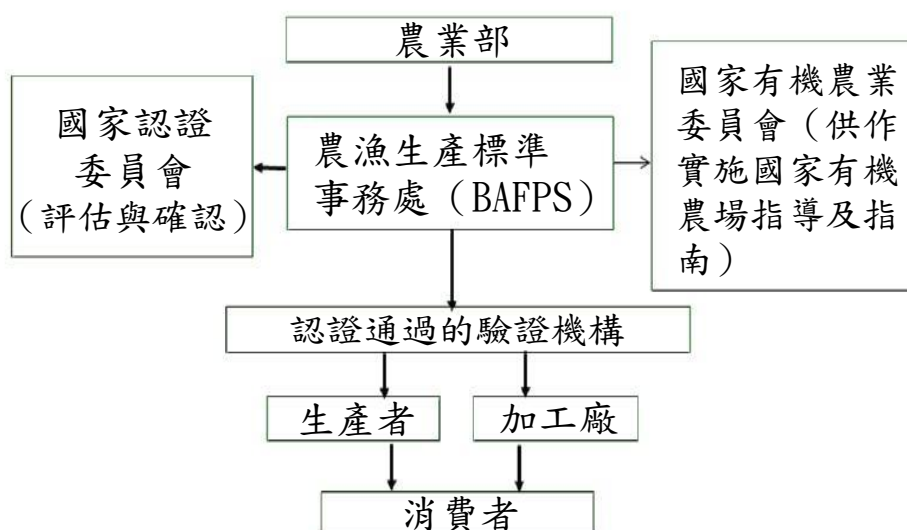 農業部
國家認證
委員會
（評估與確認）
農漁生產標準
事務處（BAFPS）
國家有機農業
委員會（供作
實施國家有機
農場指導及指
南）
認證通過的驗證機構
生產者
加工廠
消費者